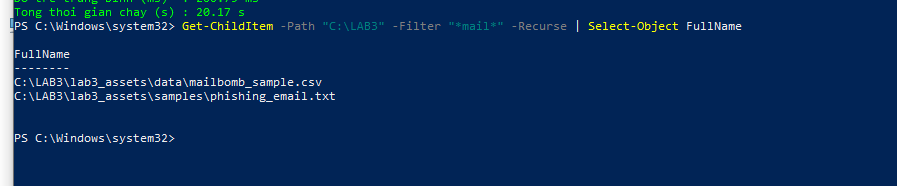 Tong thoi gian chay (s) : 20.17 s
PS C:\Windows\system32> Get-ChildItem -Path "C:\LAB3" -Filter "*mail*" -Recurse | Select-Object FullName
FullName
--------
C:\LAB3\lab3_assets\data\mailbomb_sample.csv
C:\LAB3\lab3_assets\samples\phishing_email.txt
PS C:\Windows\system32>